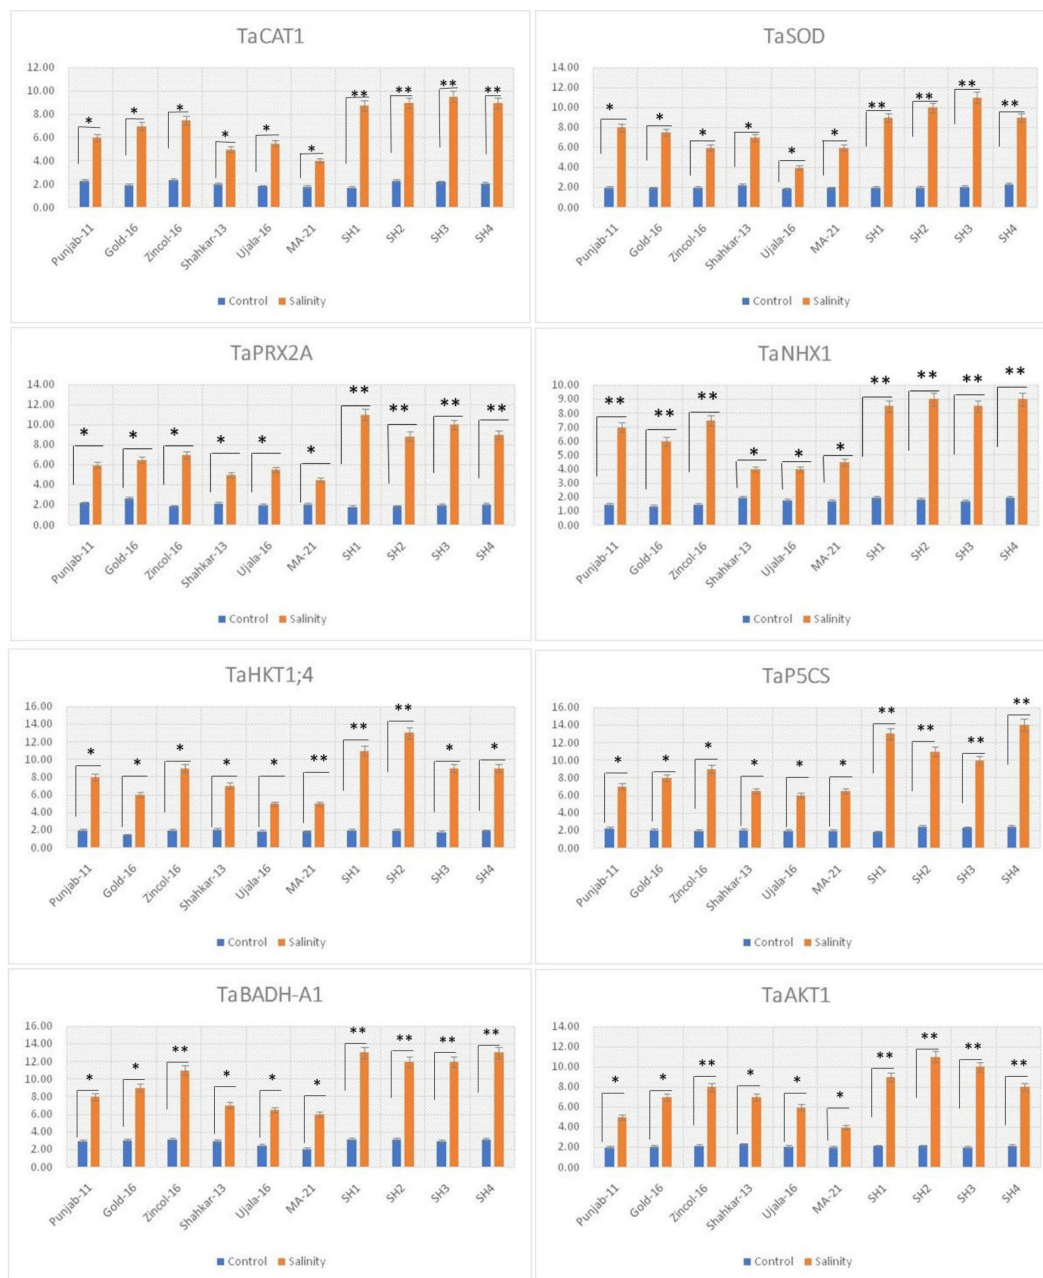 TaCAT1
12.00
10.00
8.00
6.00
4.00
2.00
0.00
* * * * * * ** ** ** **
Punjab-11 Gold-16 Zincol-16 Shahkar-13 Ujala-16 MA-21 SH1 SH2 SH3 SH4
Control Salinity
TaSOD
14.00
12.00
10.00
8.00
6.00
4.00
2.00
0.00
* * * * * * ** ** ** **
Punjab-11 Gold-16 Zincol-16 Shahkar-13 Ujala-16 MA-21 SH1 SH2 SH3 SH4
Control Salinity
TaPRX2A
14.00
12.00
10.00
8.00
6.00
4.00
2.00
0.00
* * * * * * ** ** ** **
Punjab-11 Gold-16 Zincol-16 Shahkar-13 Ujala-16 MA-21 SH1 SH2 SH3 SH4
Control Salinity
TaNHX1
10.00
9.00
8.00
7.00
6.00
5.00
4.00
3.00
2.00
1.00
0.00
** ** ** * * * ** ** ** **
Punjab-11 Gold-16 Zincol-16 Shahkar-13 Ujala-16 MA-21 SH1 SH2 SH3 SH4
Control Salinity
TaHKT1;4
16.00
14.00
12.00
10.00
8.00
6.00
4.00
2.00
0.00
* * * * * ** ** ** * *
Punjab-11 Gold-16 Zincol-16 Shahkar-13 Ujala-16 MA-21 SH1 SH2 SH3 SH4
Control Salinity
TaP5CS
16.00
14.00
12.00
10.00
8.00
6.00
4.00
2.00
0.00
* * * * * * ** ** ** **
Punjab-11 Gold-16 Zincol-16 Shahkar-13 Ujala-16 MA-21 SH1 SH2 SH3 SH4
Control Salinity
TaBADH-A1
16.00
14.00
12.00
10.00
8.00
6.00
4.00
2.00
0.00
* * ** * * * ** ** ** **
Punjab-11 Gold-16 Zincol-16 Shahkar-13 Ujala-16 MA-21 SH1 SH2 SH3 SH4
Control Salinity
TaAKT1
14.00
12.00
10.00
8.00
6.00
4.00
2.00
0.00
* * ** * * * ** ** ** **
Punjab-11 Gold-16 Zincol-16 Shahkar-13 Ujala-16 MA-21 SH1 SH2 SH3 SH4
Control Salinity